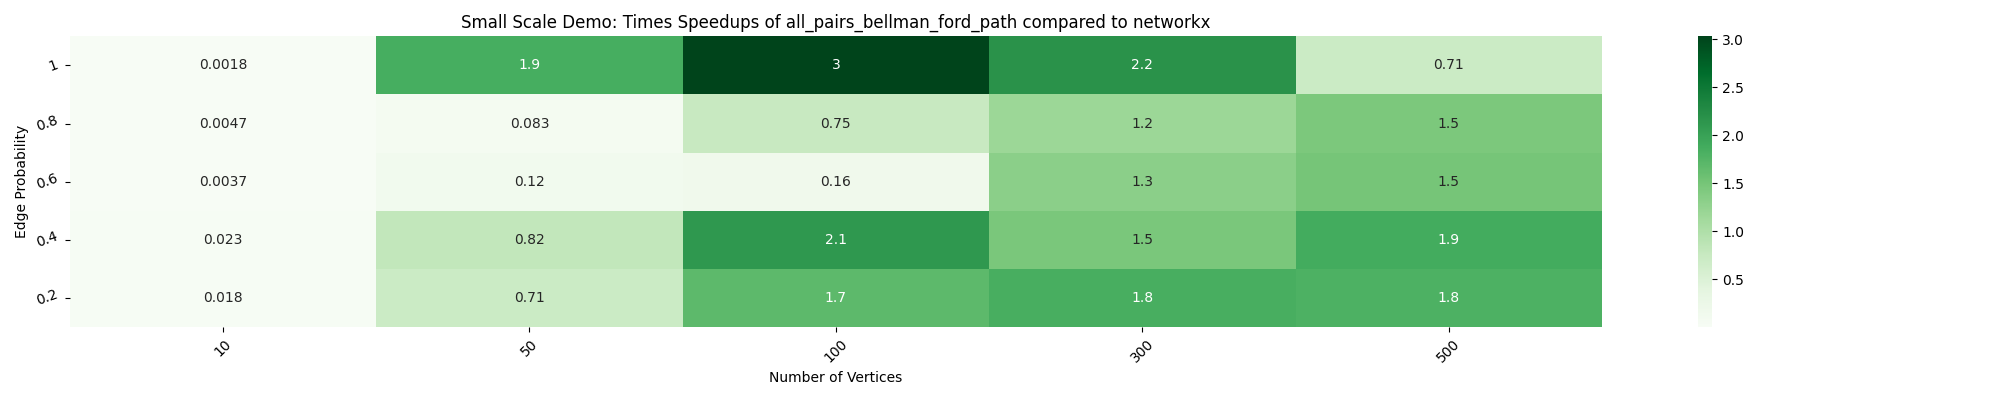 Small Scale Demo: Times Speedups of all_pairs_bellman_ford_path compared to networkx
Edge Probability
1 0.0018 1.9 3 2.2 0.71
0.8 0.0047 0.083 0.75 1.2 1.5
0.6 0.0037 0.12 0.16 1.3 1.5
0.4 0.023 0.82 2.1 1.5 1.9
0.2 0.018 0.71 1.7 1.8 1.8
10 50 100 300 500
Number of Vertices
3.0
2.5
2.0
1.5
1.0
0.5